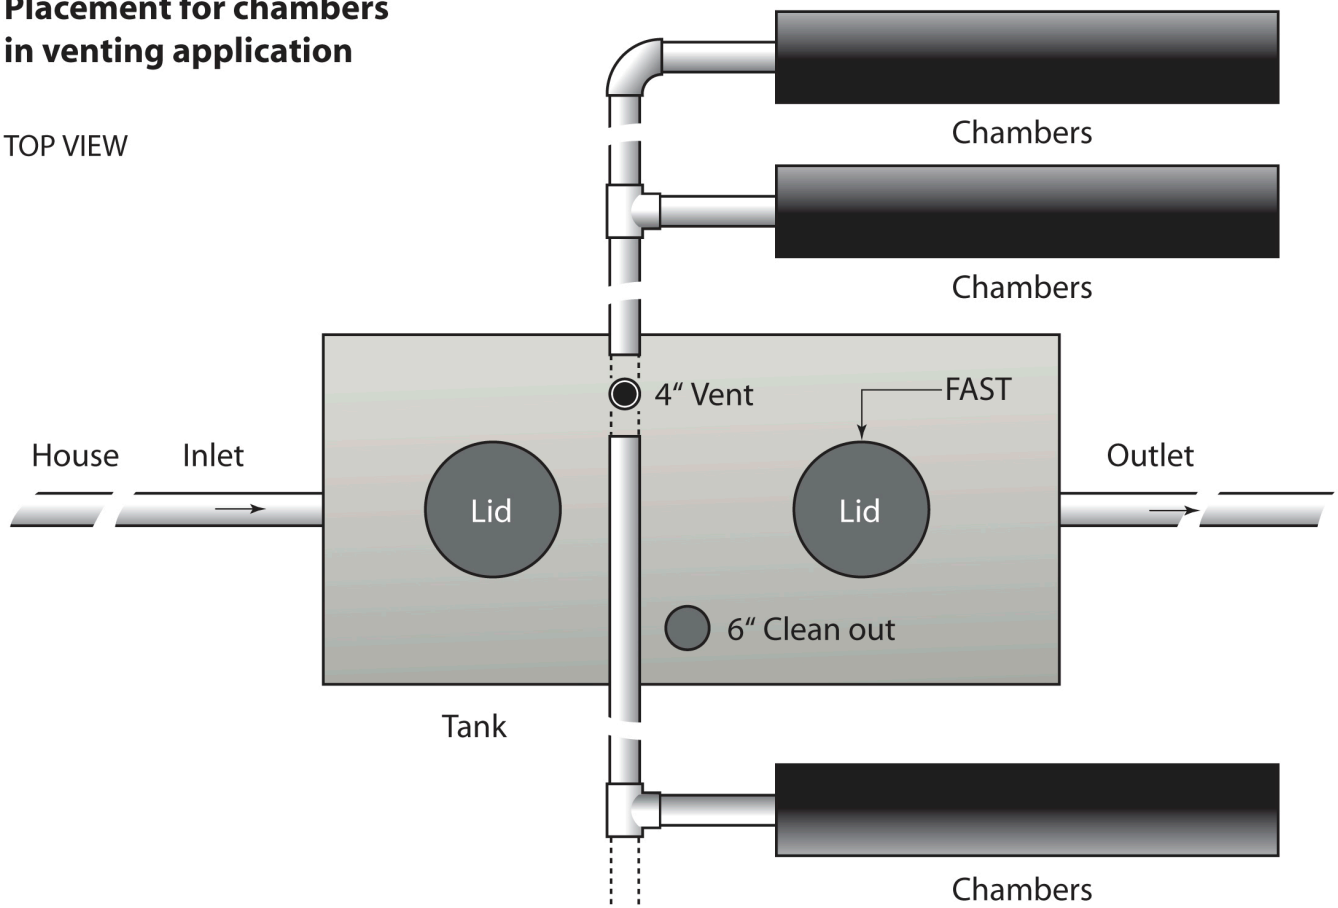 Placement for chambers
in venting application
TOP VIEW
Chambers
Chambers
4“ Vent
FAST
House
Inlet
Outlet
Lid
Lid
6“ Clean out
Tank
Chambers